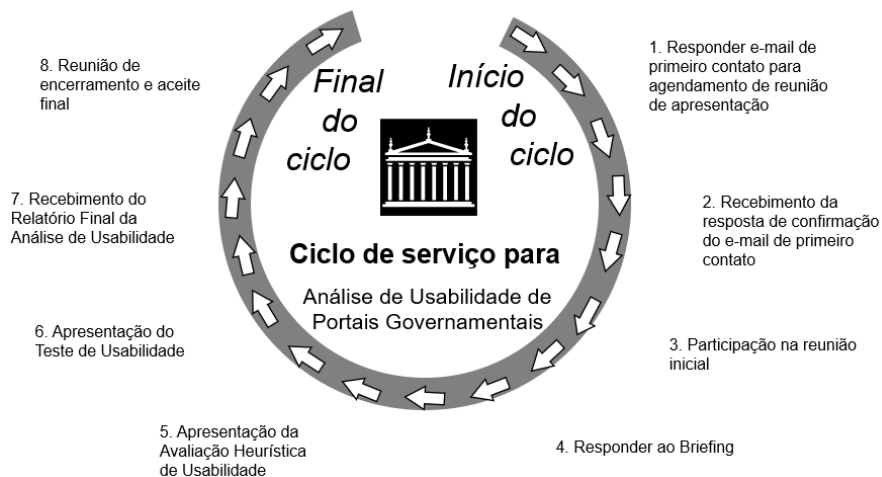 Final
do
ciclo
Início
do
ciclo
Ciclo de serviço para
Análise de Usabilidade de
Portais Governamentais
1. Responder e-mail de
primeiro contato para
agendamento de reunião
de apresentação
2. Recebimento da
resposta de confirmação
do e-mail de primeiro
contato
3. Participação na reunião
inicial
4. Responder ao Briefing
5. Apresentação da
Avaliação Heurística
de Usabilidade
6. Apresentação do
Teste de Usabilidade
7. Recebimento do
Relatório Final da
Análise de Usabilidade
8. Reunião de
encerramento e aceite
final